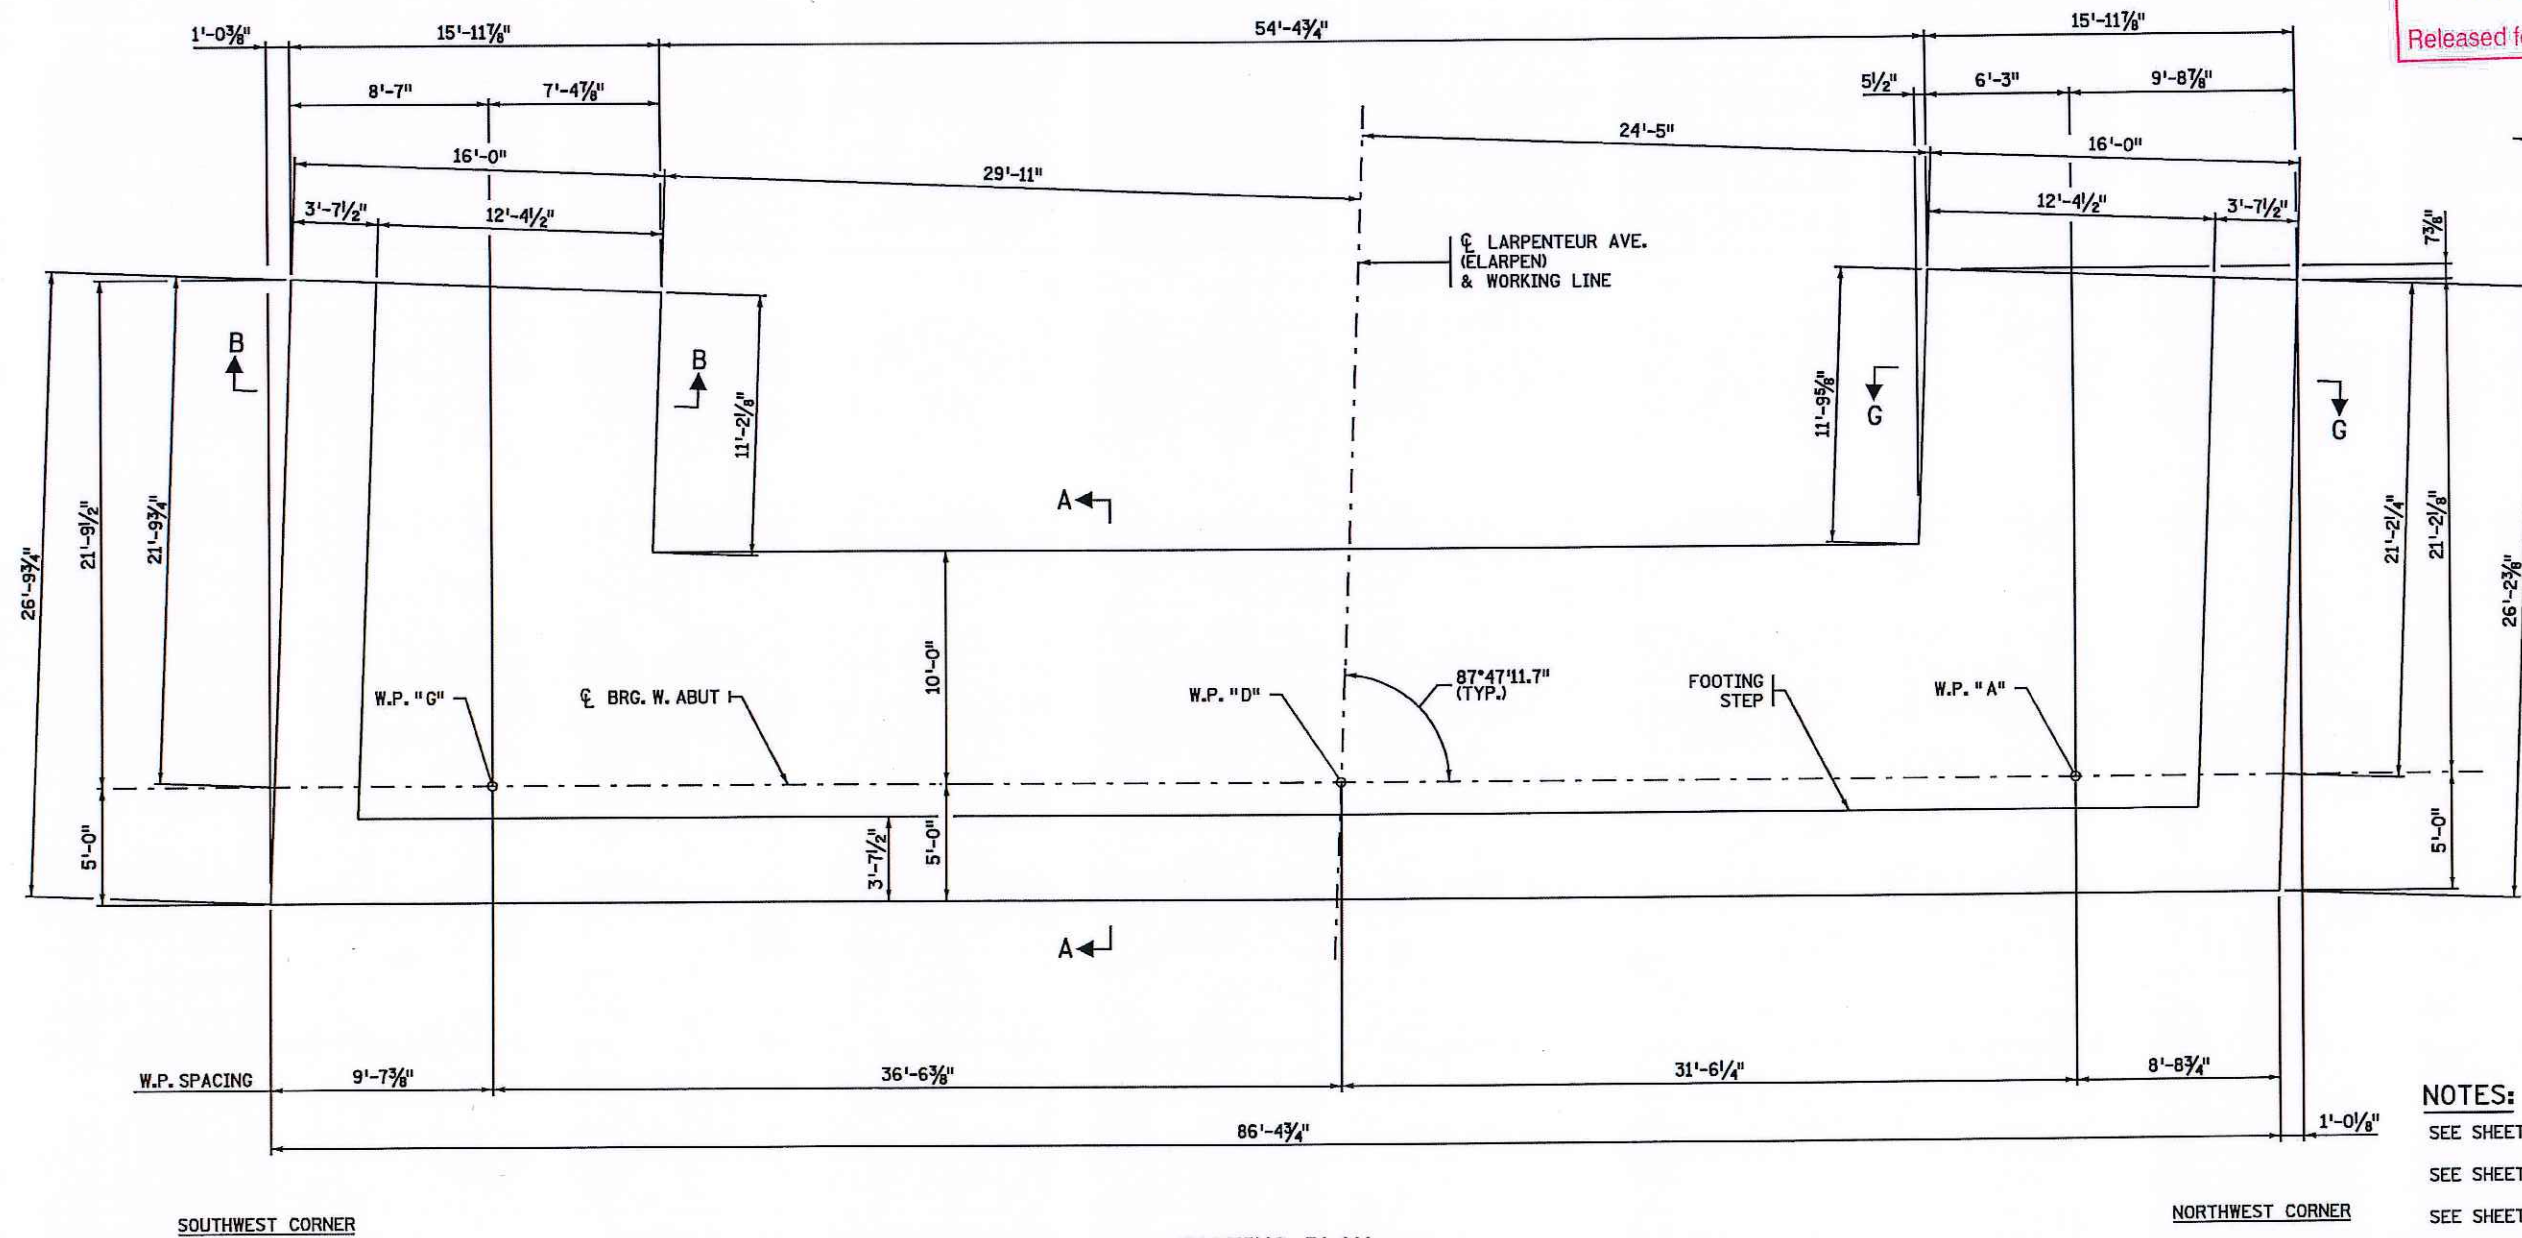 1'-0⅜"
15'-11⅞"
54'-4¾"
15'-11⅞"
Released
8'-7"
7'-4⅞"
5½"
6'-3"
9'-8⅞"
16'-0"
29'-11"
24'-5"
16'-0"
3'-7½"
12'-4½"
12'-4½"
3'-7½"
7⅜"
℄ LARPENTEUR AVE.
(ELARPEN)
& WORKING LINE
B
B
G
G
11'-2⅛"
11'-9⅝"
A
26'-9¾"
21'-9½"
21'-9¾"
21'-2¼"
21'-2⅛"
26'-2⅜"
10'-0"
W.P. "G"
℄ BRG. W. ABUT
W.P. "D"
87°47'11.7"
(TYP.)
FOOTING
STEP
W.P. "A"
5'-0"
3'-7½"
5'-0"
5'-0"
A
W.P. SPACING
9'-7⅜"
36'-6⅜"
31'-6¼"
8'-8¾"
86'-4¾"
1'-0⅛"
NOTES:
SEE SHEET
SEE SHEET
SEE SHEET
SOUTHWEST CORNER
NORTHWEST CORNER